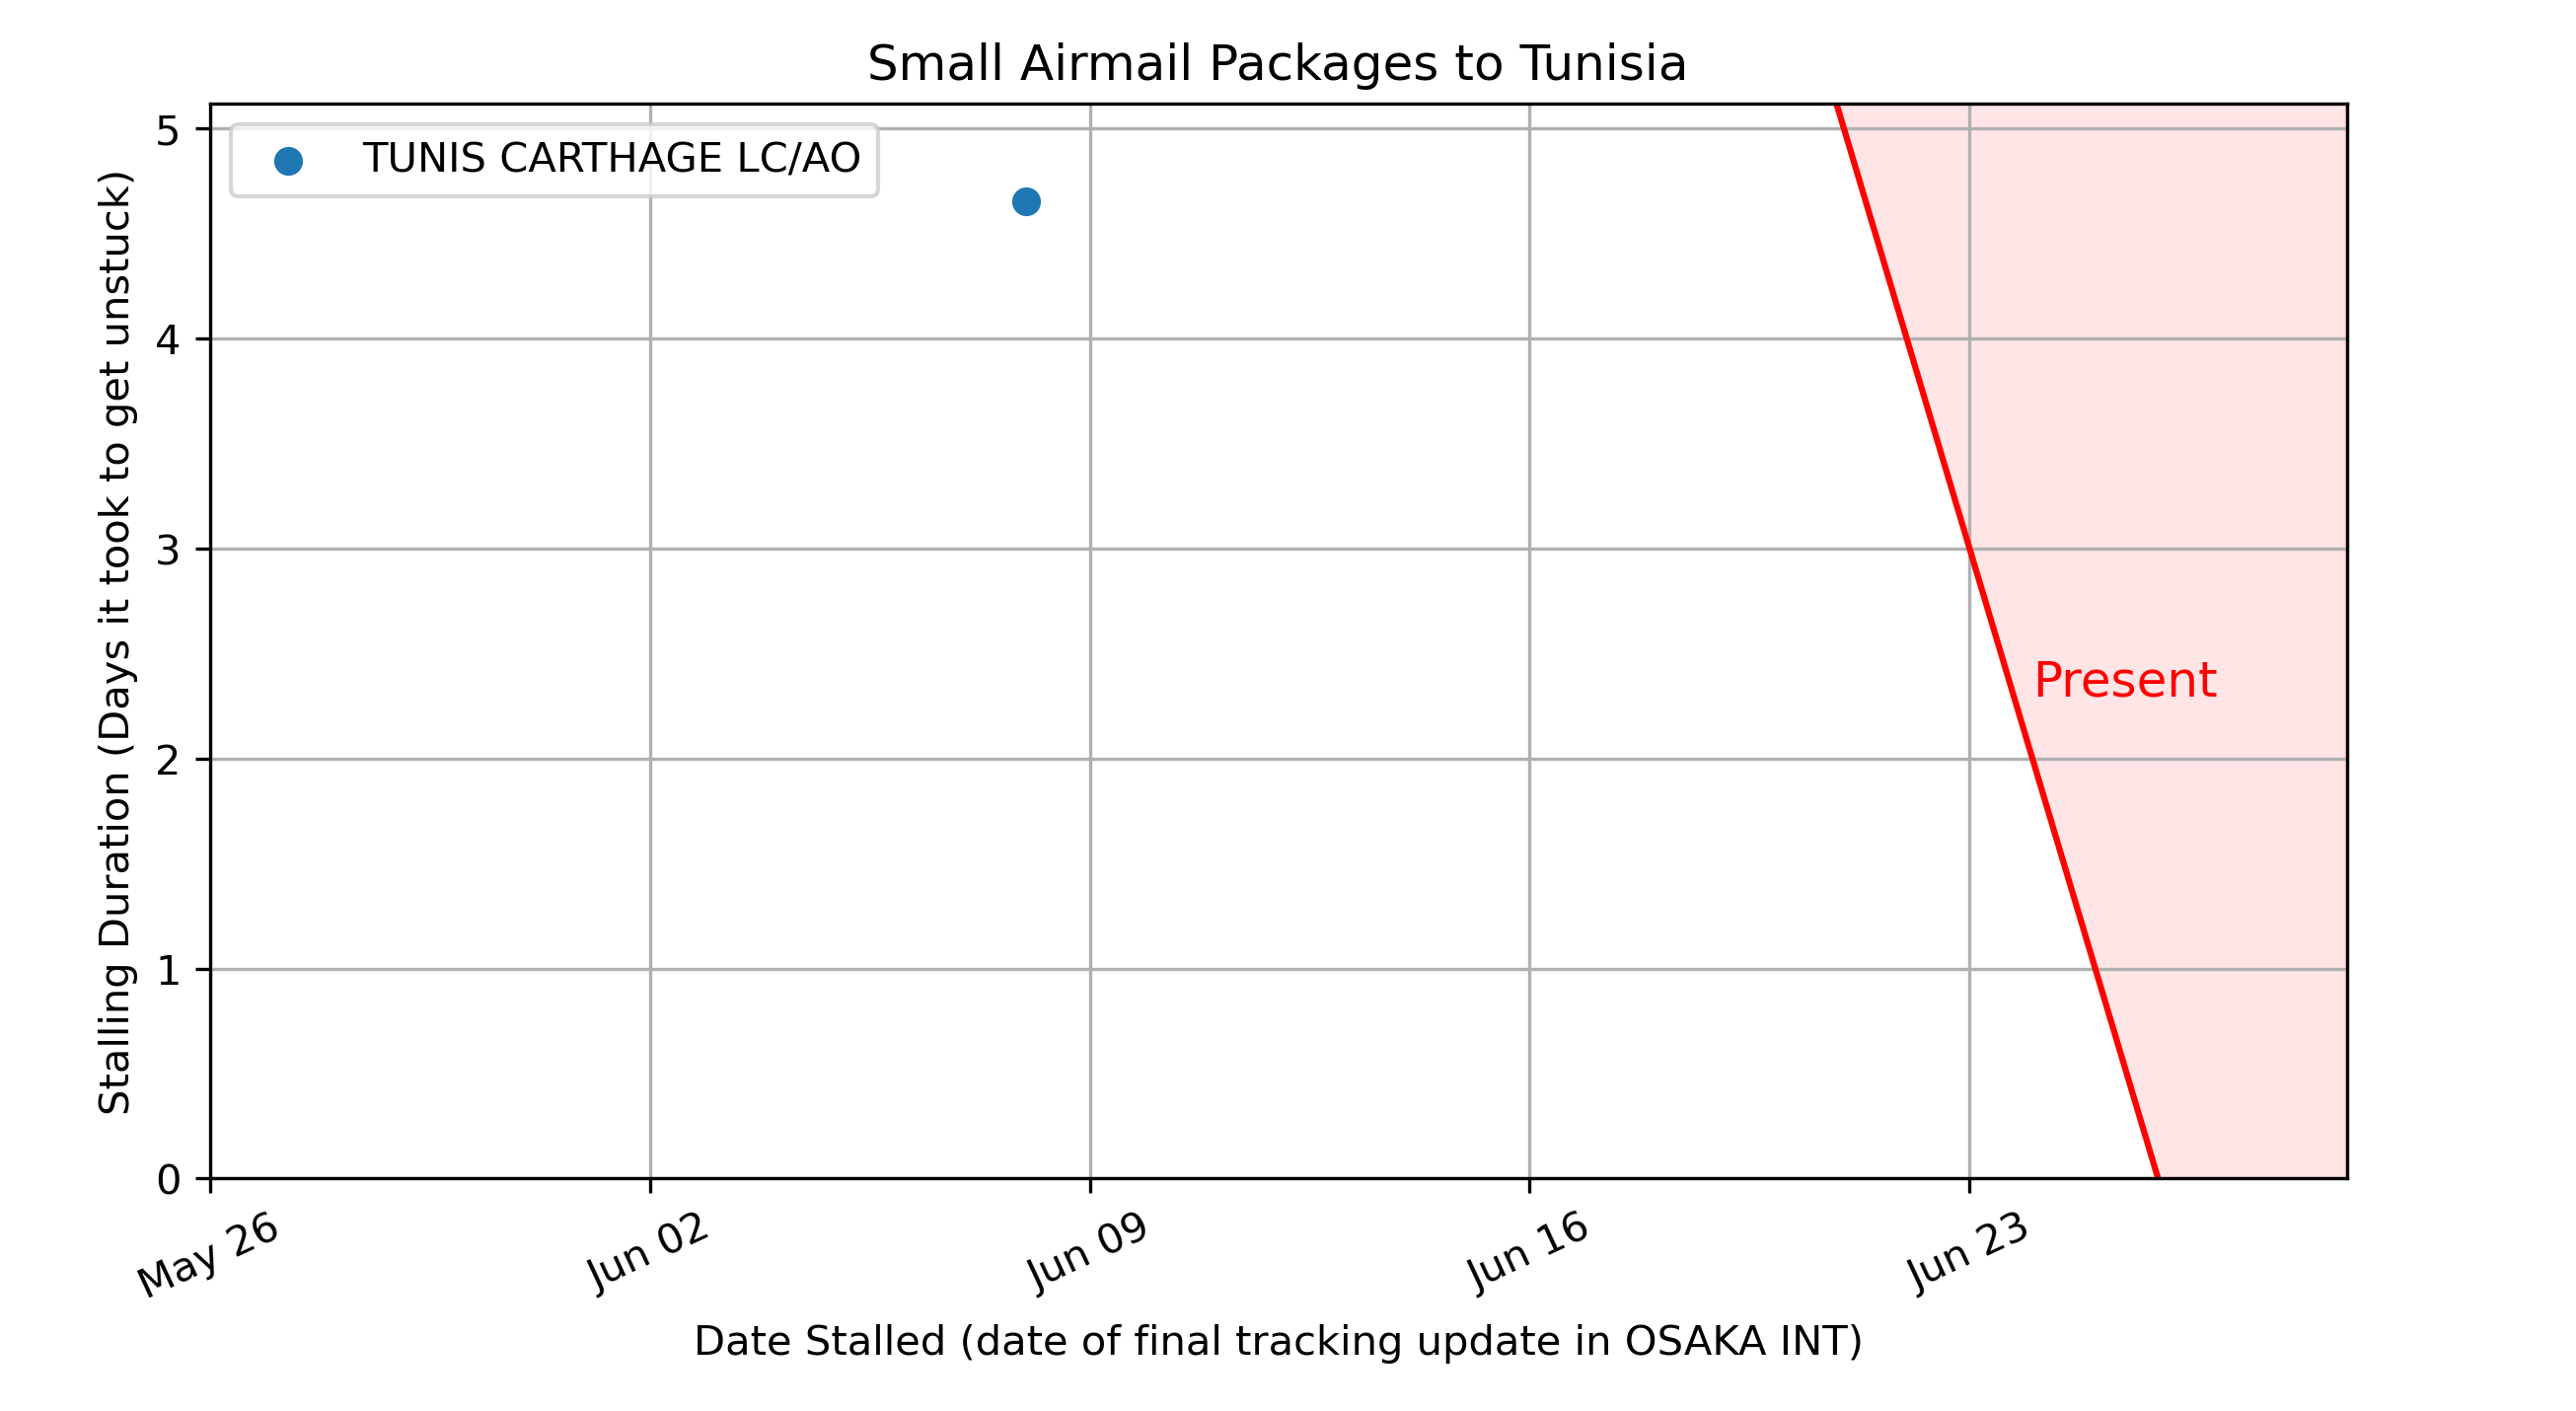 Small Airmail Packages to Tunisia
TUNIS CARTHAGE LC/AO
Stalling Duration (Days it took to get unstuck)
5
4
3
2
1
0
Present
May 26
Jun 02
Jun 09
Jun 16
Jun 23
Date Stalled (date of final tracking update in OSAKA INT)